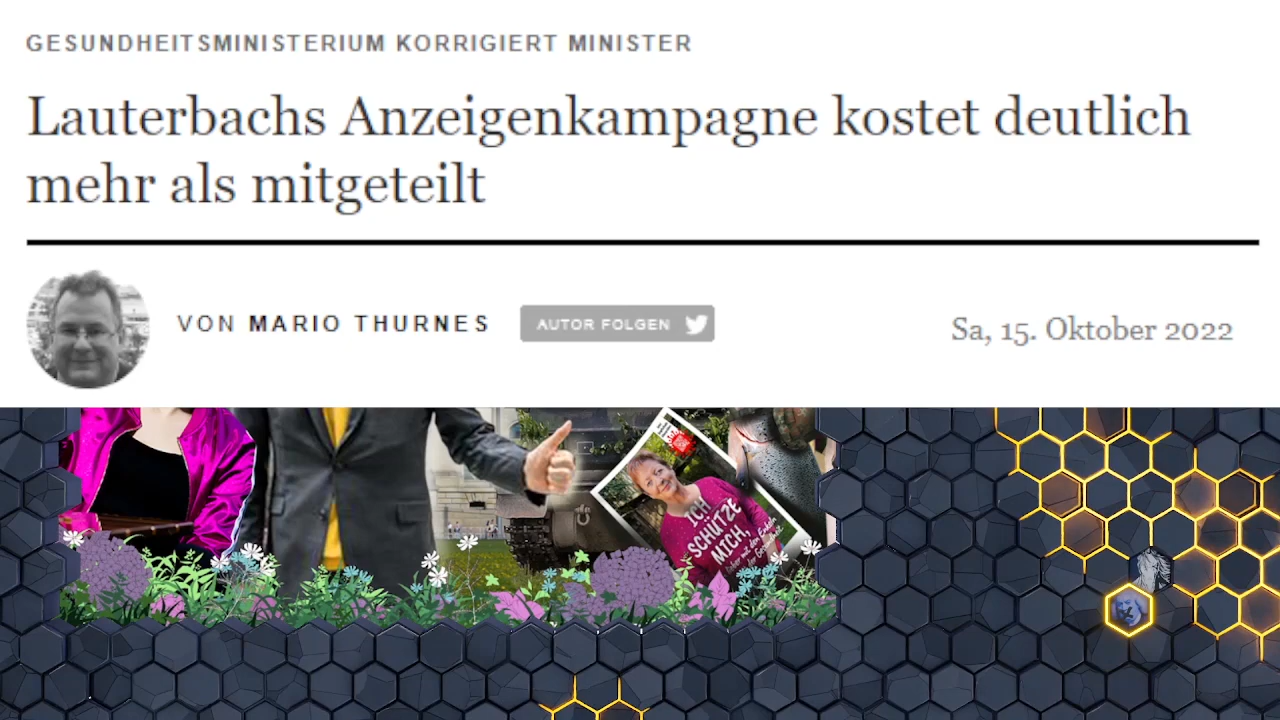 GESUNDHEITSMINISTERIUM KORRIGIERT MINISTER
Lauterbachs Anzeigenkampagne kostet deutlich
mehr als mitgeteilt
VON MARIO THURNES
AUTOR FOLGEN
Sa, 15. Oktober 2022
ICH
SCHÜTZE
MICH,